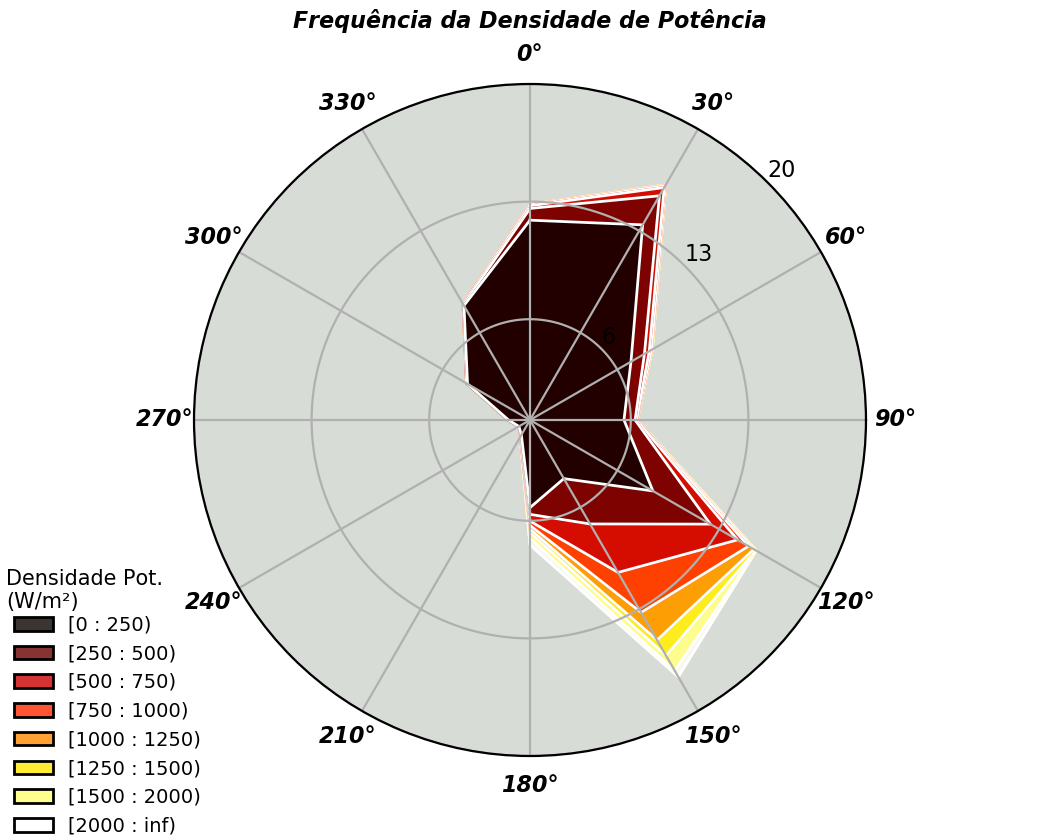 Frequência da Densidade de Potência
0°
330°
30°
20
300°
60°
13
6
270°
90°
240°
120°
210°
150°
180°
Densidade Pot.
(W/m²)
[0 : 250)
[250 : 500)
[500 : 750)
[750 : 1000)
[1000 : 1250)
[1250 : 1500)
[1500 : 2000)
[2000 : inf)